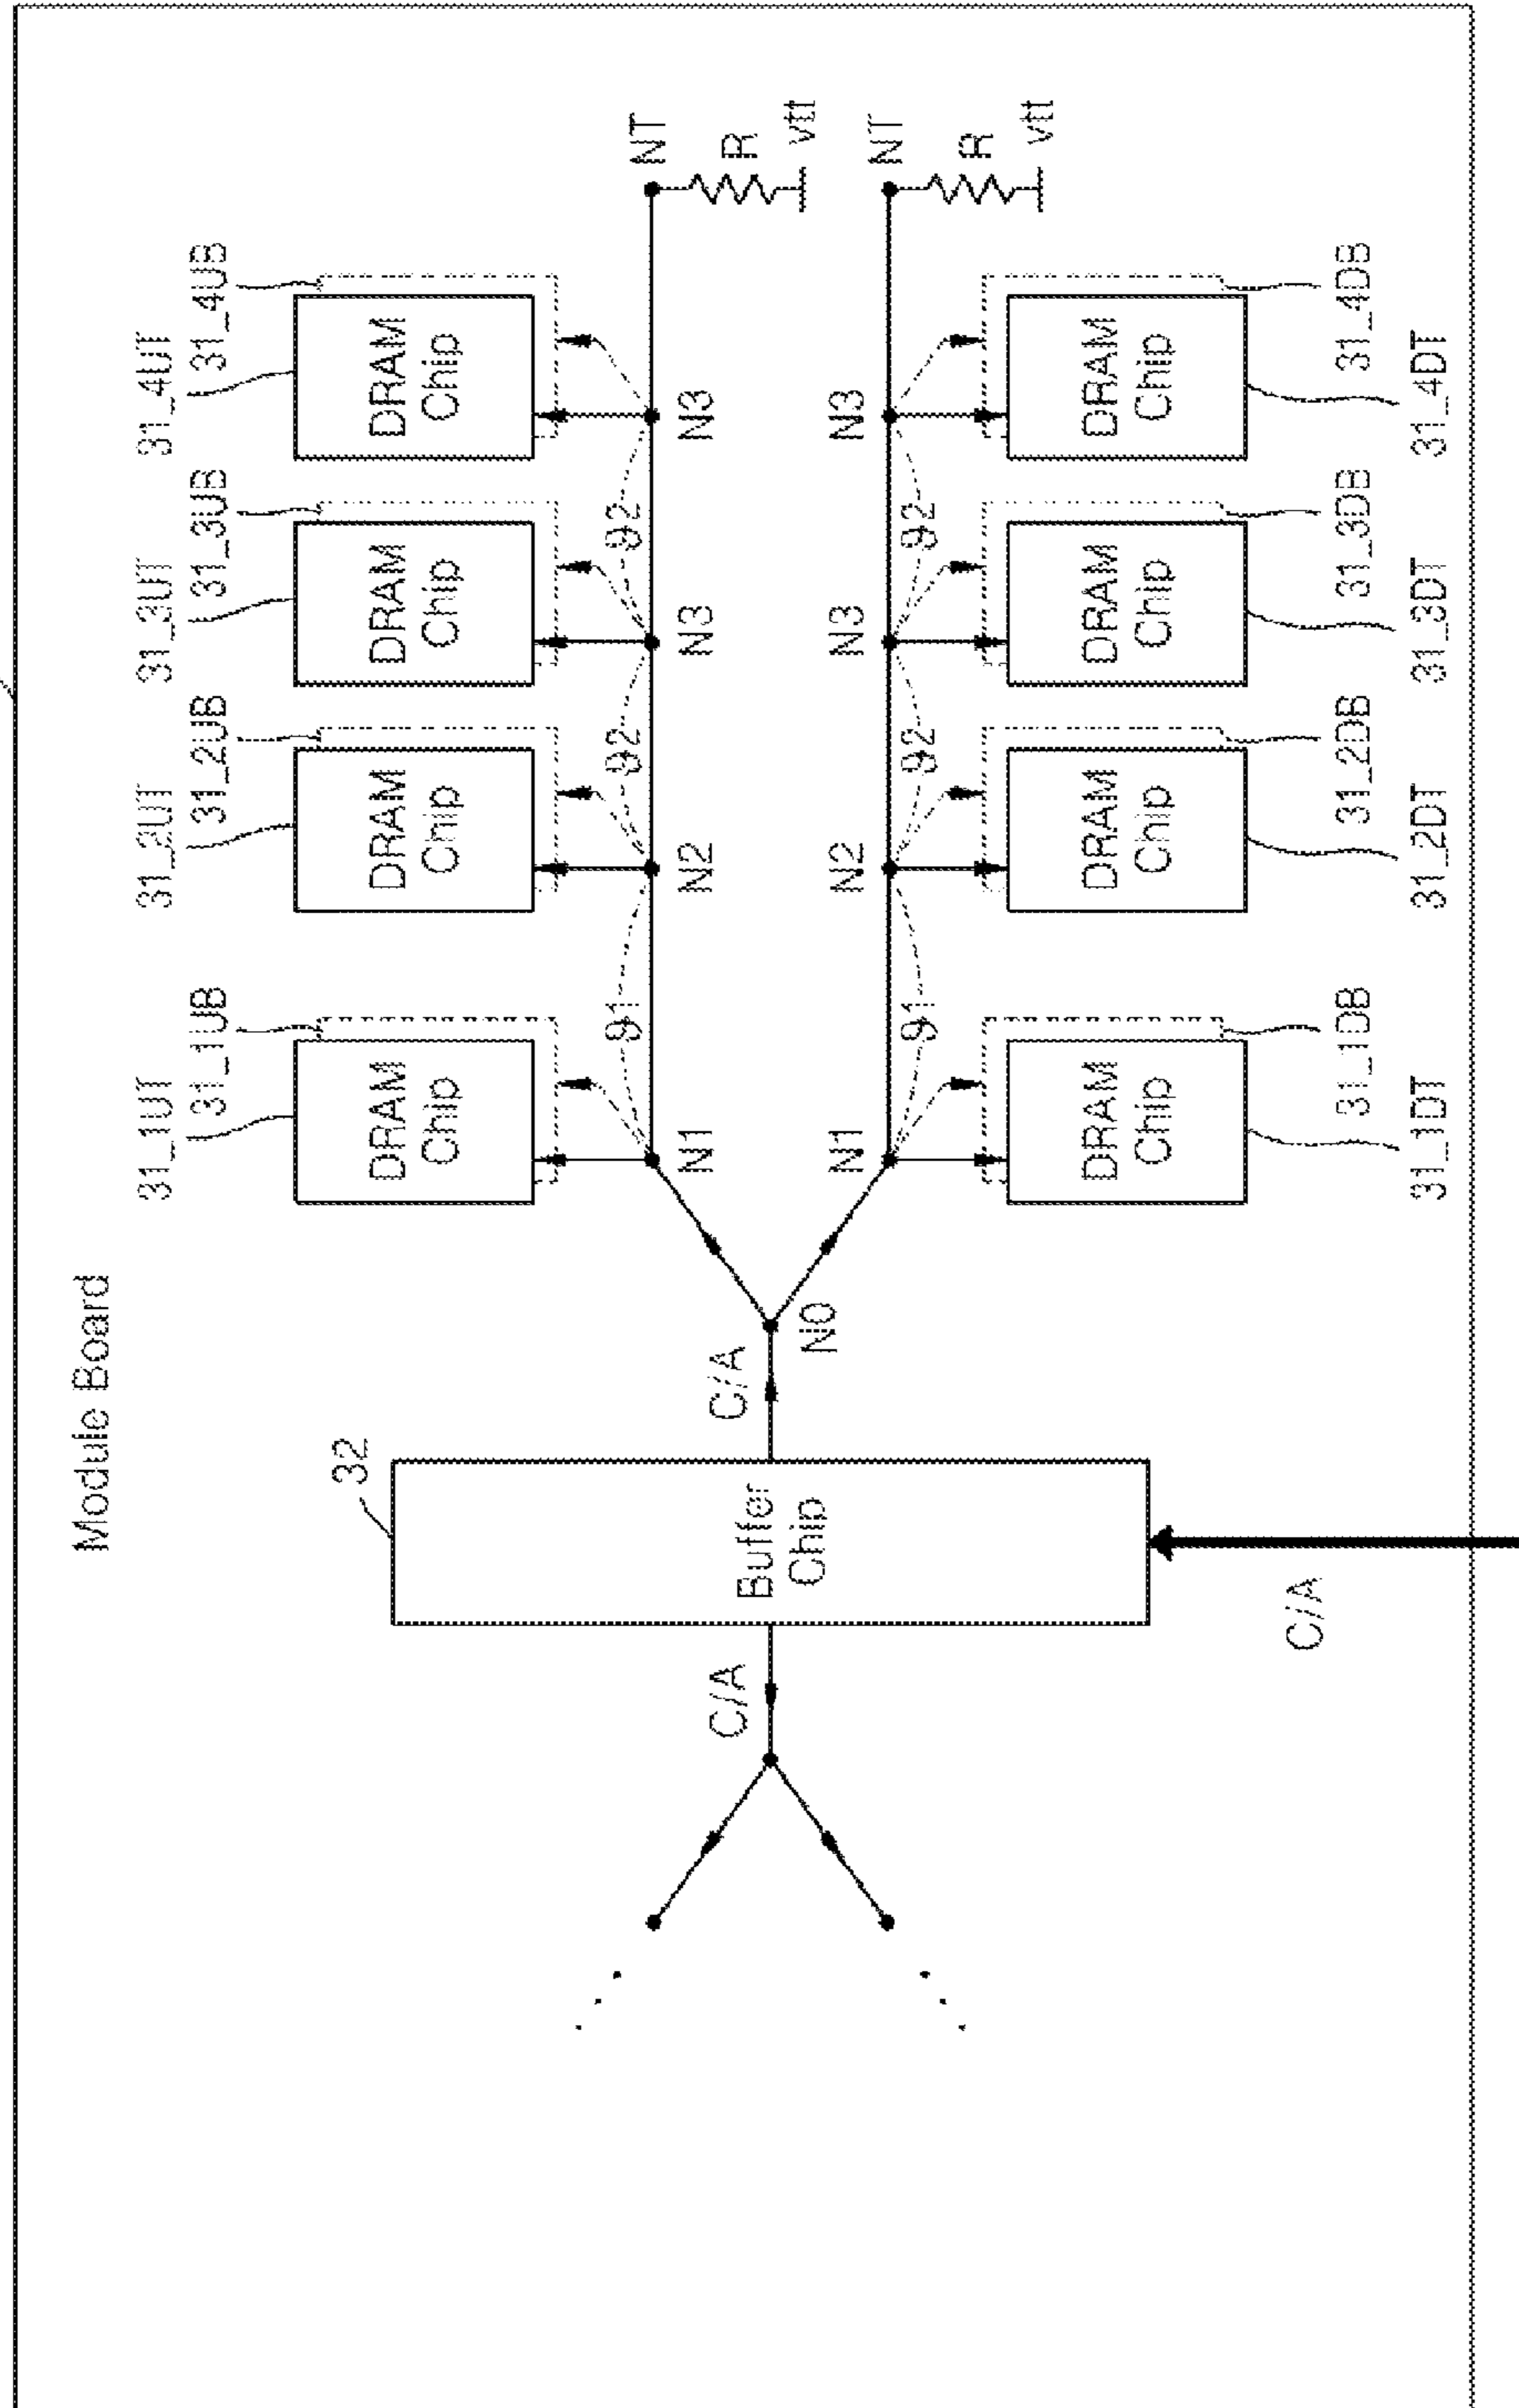 Module Board
31_1UT
31_2UT
31_3UT
31_4UT
31_1UB
31_2UB
31_3UB
31_4UB
32
DRAM
Chip
DRAM
Chip
DRAM
Chip
DRAM
Chip
91
92
92
NT
N1
N2
N3
N3
R
vtt
C/A
C/A
Buffer
Chip
N0
N1
N2
N3
N3
NT
91
92
92
R
vtt
DRAM
Chip
DRAM
Chip
DRAM
Chip
DRAM
Chip
C/A
31_1DB
31_2DB
31_3DB
31_4DB
31_1DT
31_2DT
31_3DT
31_4DT